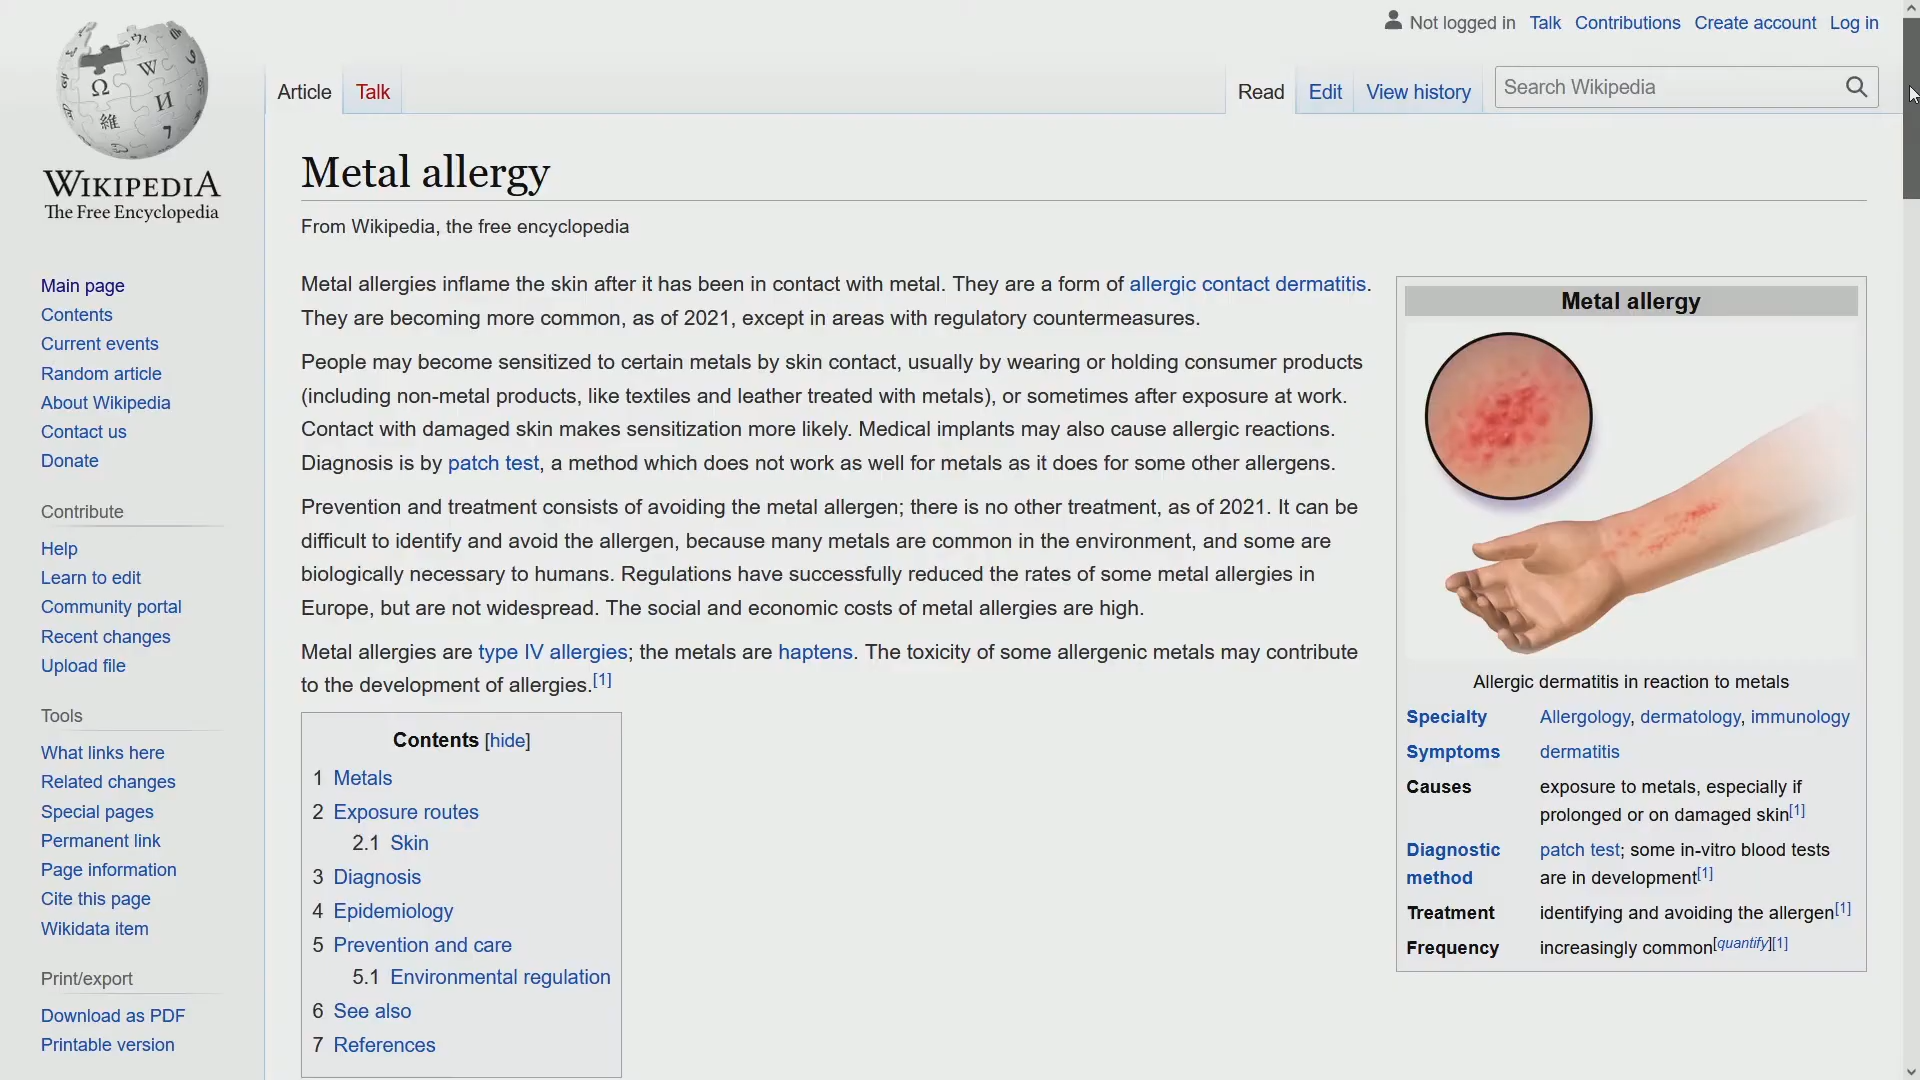 Not logged in Talk Contributions Create account Log in
Article Talk Read Edit View history Search Wikipedia
WIKIPEDIA
The Free Encyclopedia
Main page
Contents
Current events
Random article
About Wikipedia
Contact us
Donate
Contribute
Help
Learn to edit
Community portal
Recent changes
Upload file
Tools
What links here
Related changes
Special pages
Permanent link
Page information
Cite this page
Wikidata item
Print/export
Download as PDF
Printable version
Metal allergy
From Wikipedia, the free encyclopedia
Metal allergies inflame the skin after it has been in contact with metal. They are a form of allergic contact dermatitis.
They are becoming more common, as of 2021, except in areas with regulatory countermeasures.
People may become sensitized to certain metals by skin contact, usually by wearing or holding consumer products
(including non-metal products, like textiles and leather treated with metals), or sometimes after exposure at work.
Contact with damaged skin makes sensitization more likely. Medical implants may also cause allergic reactions.
Diagnosis is by patch test, a method which does not work as well for metals as it does for some other allergens.
Prevention and treatment consists of avoiding the metal allergen; there is no other treatment, as of 2021. It can be
difficult to identify and avoid the allergen, because many metals are common in the environment, and some are
biologically necessary to humans. Regulations have successfully reduced the rates of some metal allergies in
Europe, but are not widespread. The social and economic costs of metal allergies are high.
Metal allergies are type IV allergies; the metals are haptens. The toxicity of some allergenic metals may contribute
to the development of allergies.[1]
Contents [hide]
1 Metals
2 Exposure routes
2.1 Skin
3 Diagnosis
4 Epidemiology
5 Prevention and care
5.1 Environmental regulation
6 See also
7 References
Metal allergy
Allergic dermatitis in reaction to metals
Specialty Allergology, dermatology, immunology
Symptoms dermatitis
Causes exposure to metals, especially if
prolonged or on damaged skin[1]
Diagnostic patch test; some in-vitro blood tests
method are in development[1]
Treatment identifying and avoiding the allergen[1]
Frequency increasingly common[quantify][1]